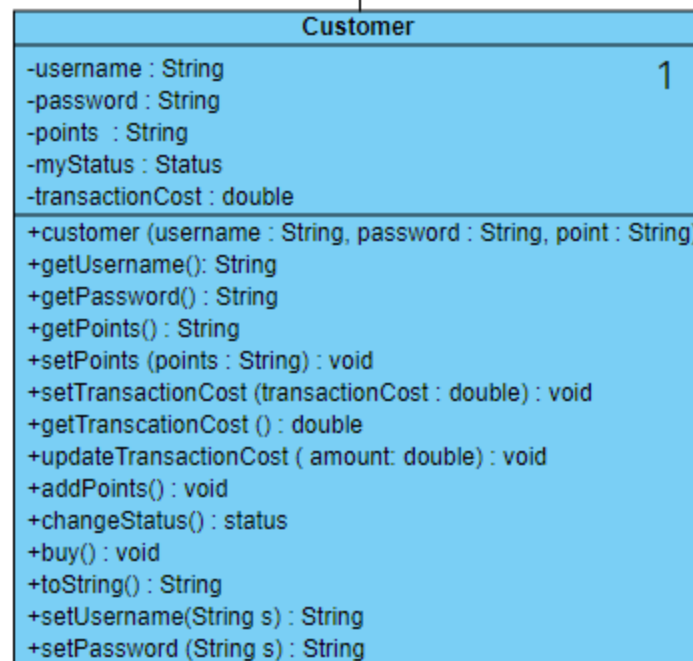 Customer
-username : String
1
-password : String
-points : String
-myStatus : Status
-transactionCost : double
+customer (username : String, password : String, point : String)
+getUsername(): String
+getPassword() : String
+getPoints() : String
+setPoints (points : String) : void
+setTransactionCost (transactionCost : double) : void
+getTranscationCost () : double
+updateTransactionCost ( amount: double) : void
+addPoints() : void
+changeStatus() : status
+buy() : void
+toString() : String
+setUsername(String s) : String
+setPassword (String s) : String